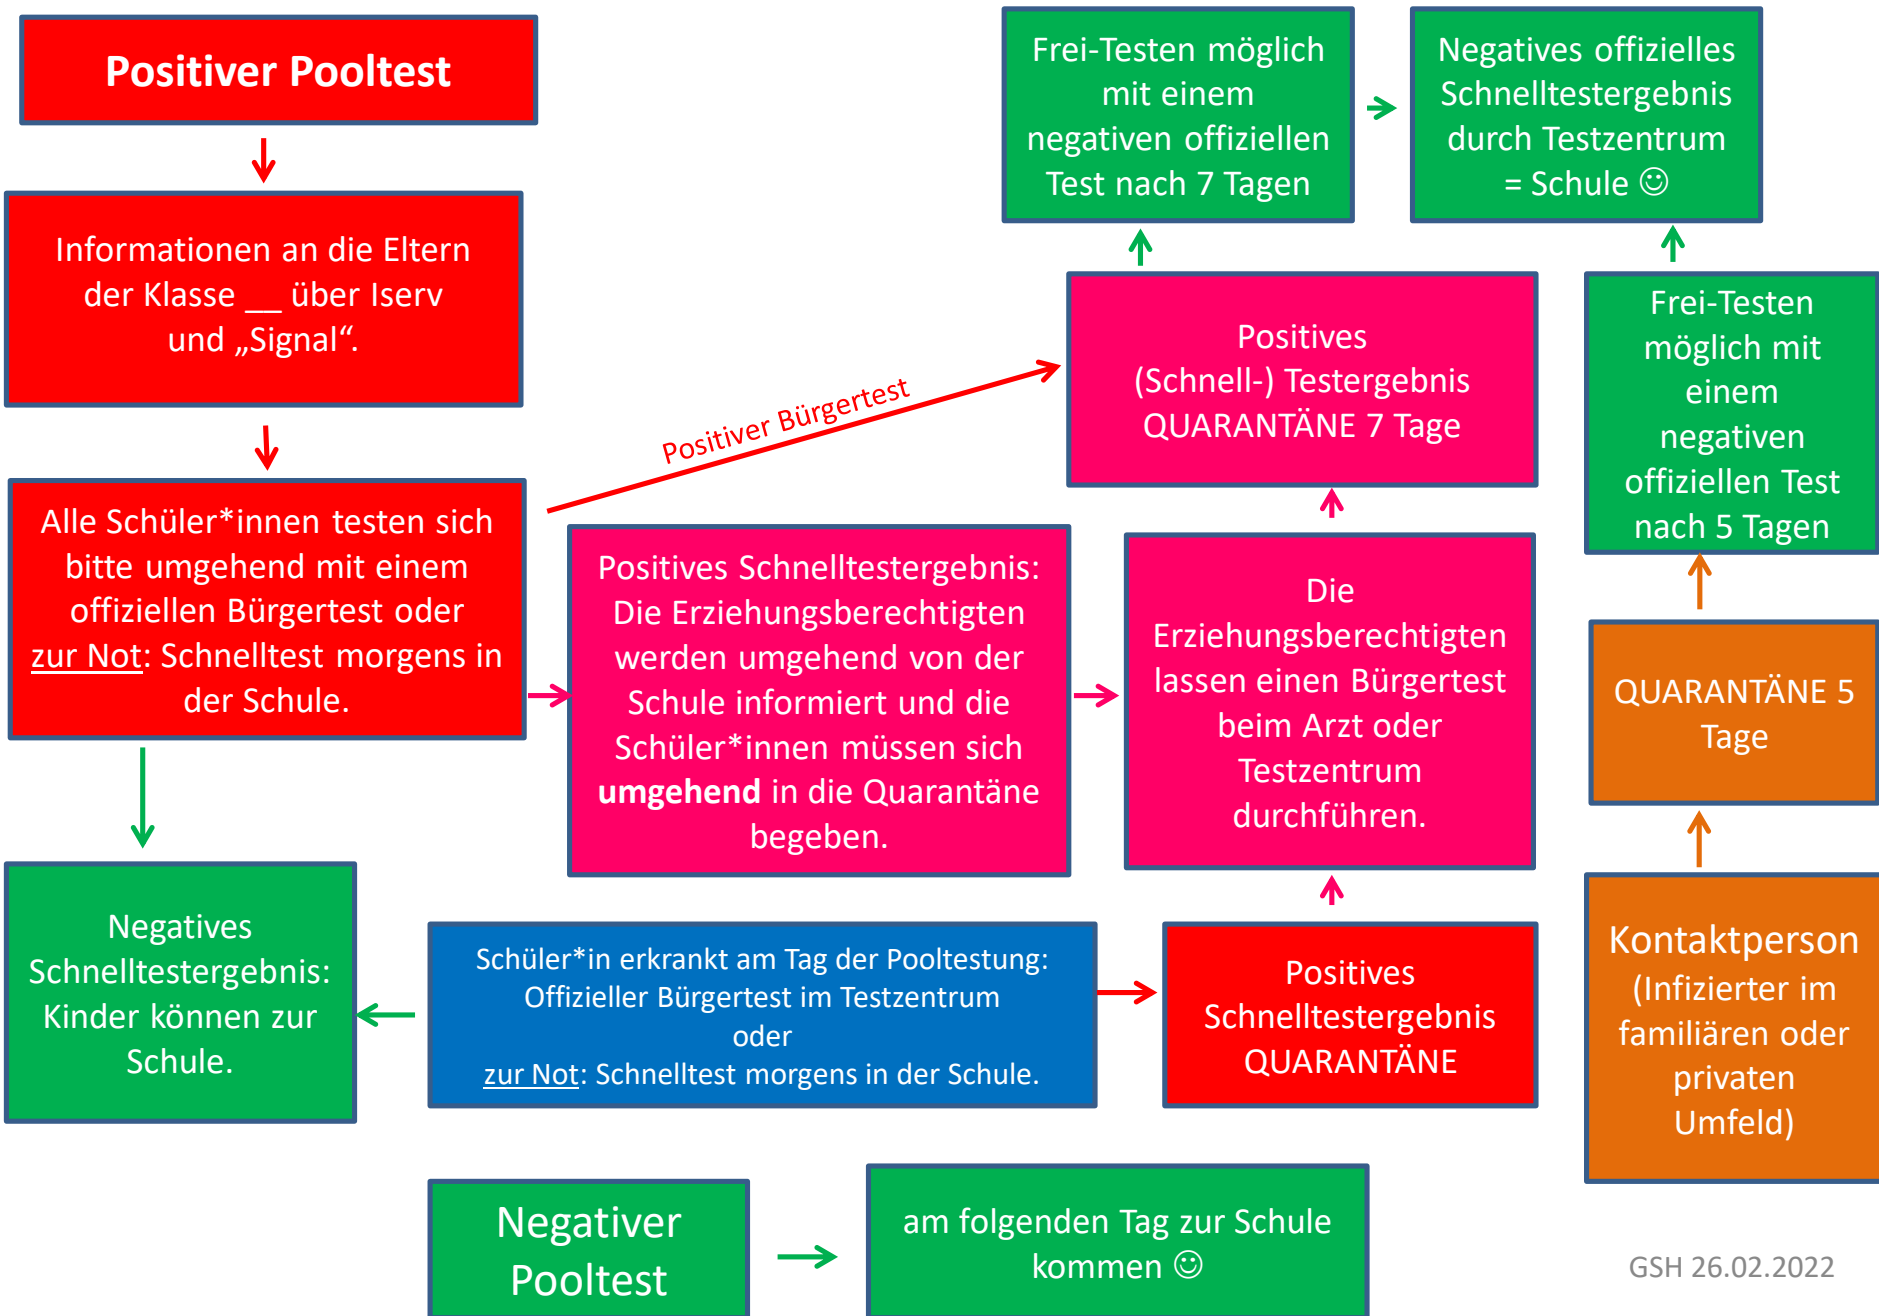 Positiver Pooltest
Informationen an die Eltern
der Klasse __ über Iserv
und „Signal“.
Alle Schüler*innen testen sich
bitte umgehend mit einem
offiziellen Bürgertest oder
zur Not: Schnelltest morgens in
der Schule.
Negatives
Schnelltestergebnis:
Kinder können zur
Schule.
Positiver Bürgertest
Positives Schnelltestergebnis:
Die Erziehungsberechtigten
werden umgehend von der
Schule informiert und die
Schüler*innen müssen sich
umgehend in die Quarantäne
begeben.
Die
Erziehungsberechtigten
lassen einen Bürgertest
beim Arzt oder
Testzentrum
durchführen.
Positives
(Schnell-) Testergebnis
QUARANTÄNE 7 Tage
Frei-Testen möglich
mit einem
negativen offiziellen
Test nach 7 Tagen
Negatives offizielles
Schnelltestergebnis
durch Testzentrum
= Schule ☺
Frei-Testen
möglich mit
einem
negativen
offiziellen Test
nach 5 Tagen
QUARANTÄNE 5
Tage
Kontaktperson
(Infizierter im
familiären oder
privaten
Umfeld)
Schüler*in erkrankt am Tag der Pooltestung:
Offizieller Bürgertest im Testzentrum
oder
zur Not: Schnelltest morgens in der Schule.
Positives
Schnelltestergebnis
QUARANTÄNE
Negativer
Pooltest
am folgenden Tag zur Schule
kommen ☺
GSH 26.02.2022